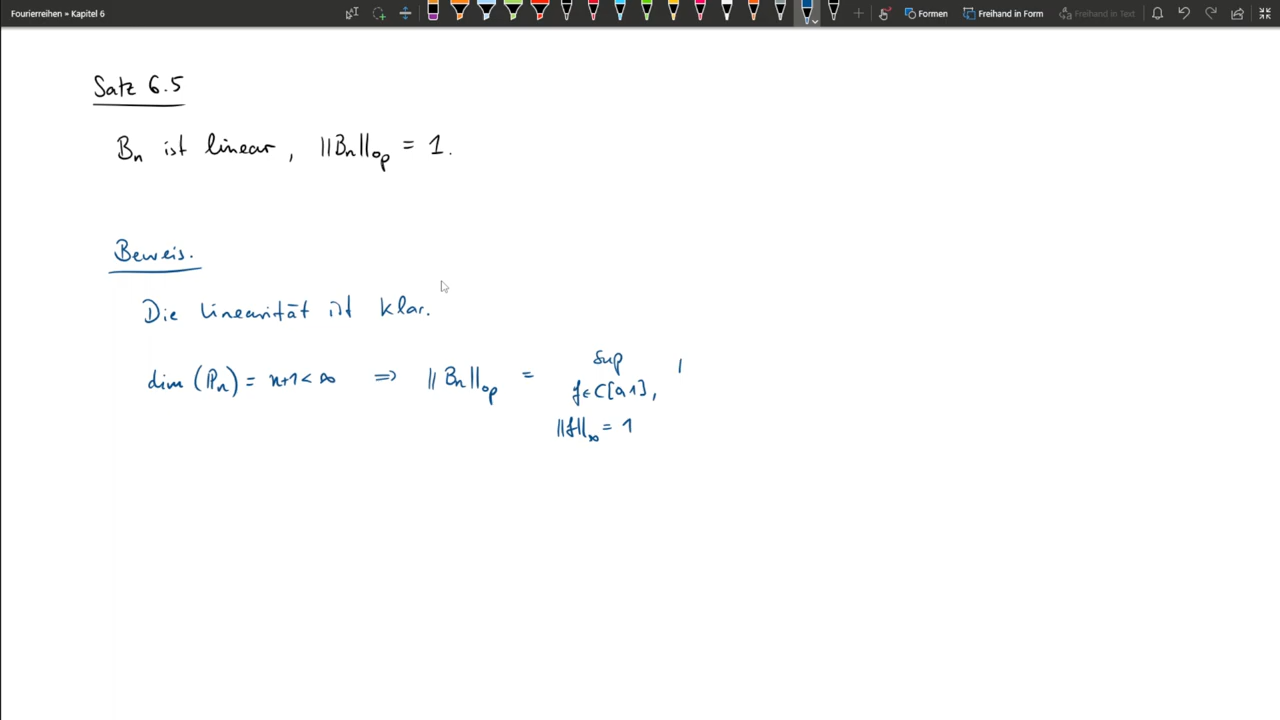 Fourierreihen » Kapitel 6
Formen
Freihand in Form
Freihand in Text
Satz 6.5
Bₙ ist linear, ||Bₙ||op = 1.
Beweis.
Die Linearität ist klar.
dim (ℙₙ) = n+1 < ∞ ⇒ ||Bₙ||op = sup |
f∈C[0,1],
||f||∞ = 1